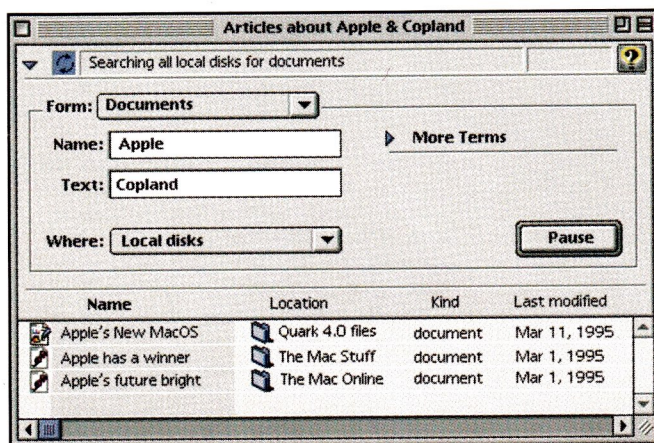 Articles about Apple & Copland
Searching all local disks for documents
?
Form: Documents
Name: Apple
More Terms
Text: Copland
Where: Local disks
Pause
Name Location Kind Last modified
Apple's New MacOS Quark 4.0 files document Mar 11, 1995
Apple has a winner The Mac Stuff document Mar 1, 1995
Apple's future bright The Mac Online document Mar 1, 1995